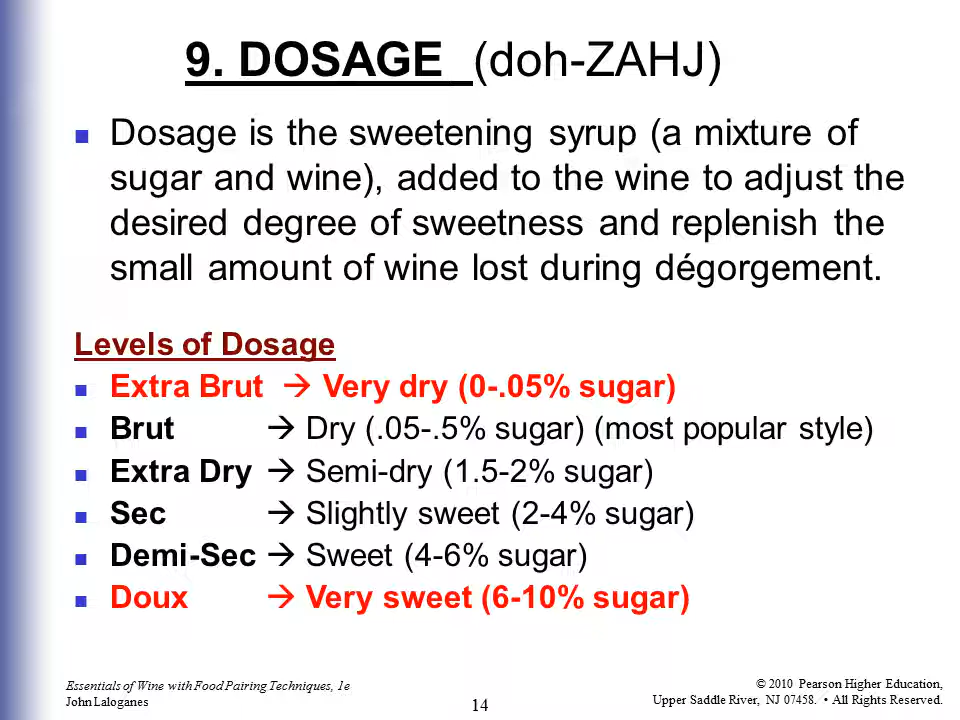 9. DOSAGE (doh-ZAHJ)
Dosage is the sweetening syrup (a mixture of
sugar and wine), added to the wine to adjust the
desired degree of sweetness and replenish the
small amount of wine lost during dégorgement.
Levels of Dosage
Extra Brut → Very dry (0-.05% sugar)
Brut → Dry (.05-.5% sugar) (most popular style)
Extra Dry → Semi-dry (1.5-2% sugar)
Sec → Slightly sweet (2-4% sugar)
Demi-Sec → Sweet (4-6% sugar)
Doux → Very sweet (6-10% sugar)
Essentials of Wine with Food Pairing Techniques, 1e
John Laloganes
14
© 2010 Pearson Higher Education,
Upper Saddle River, NJ 07458. • All Rights Reserved.